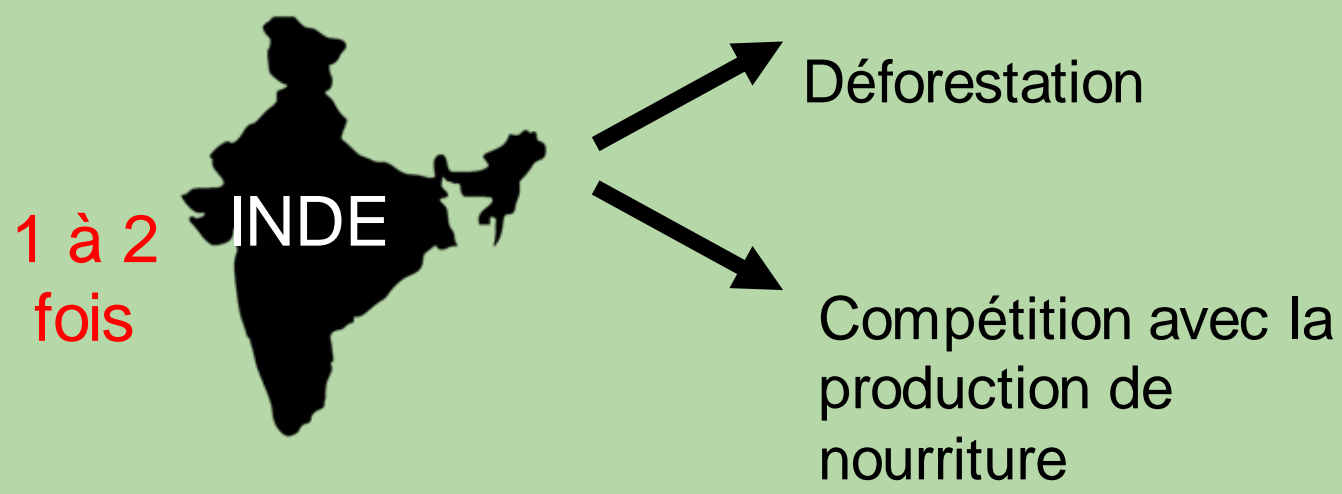 1 à 2
fois
INDE
Déforestation
Compétition avec la
production de
nourriture